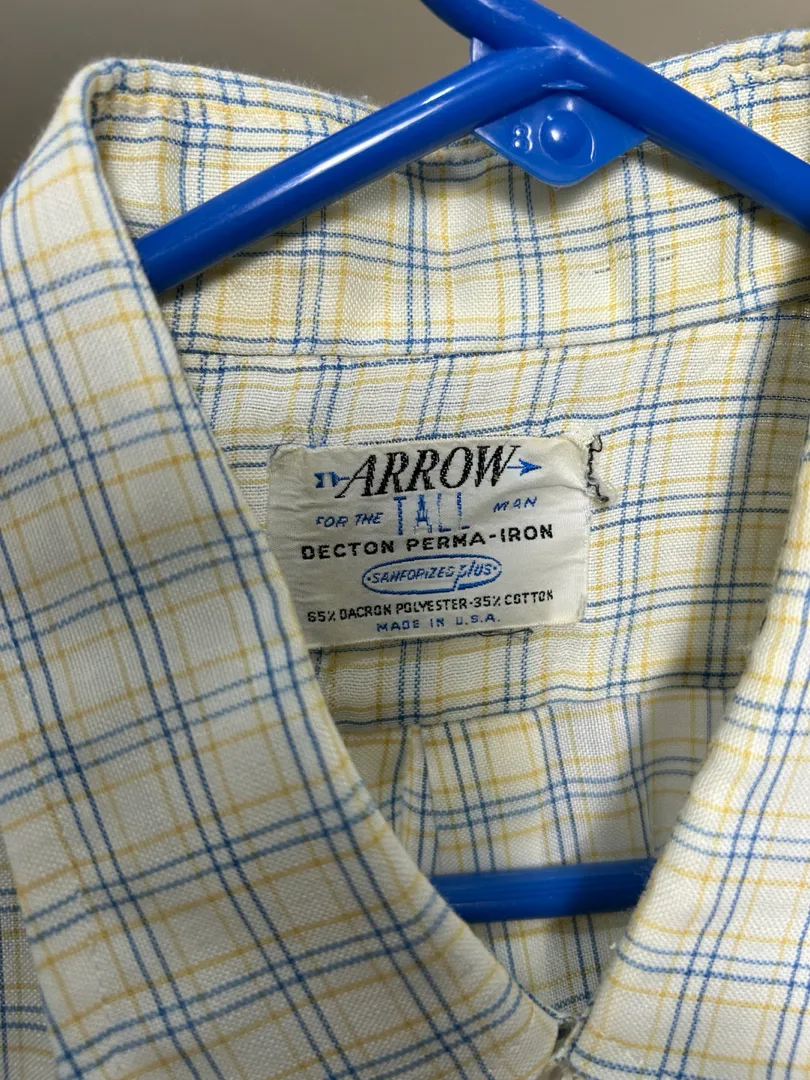 8
ARROW
FOR THE TALL MAN
DECTON PERMA-IRON
SANFORIZED plus
65% DACRON POLYESTER-35% COTTON
MADE IN U.S.A.